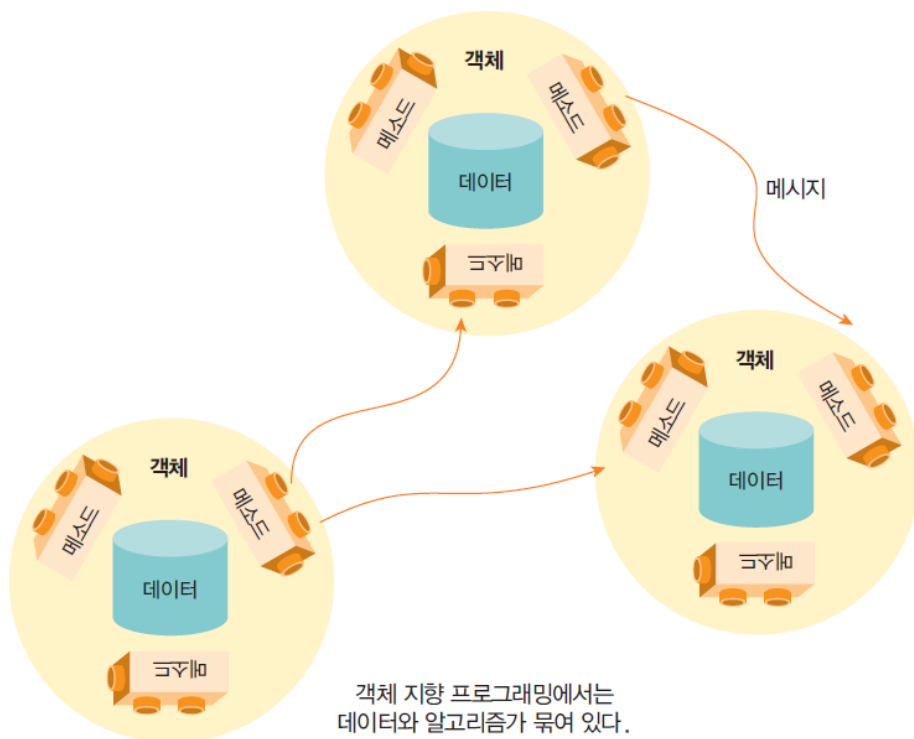 객체
메소드
메소드
데이터
메소드
메시지
객체
메소드
메소드
데이터
메소드
객체
메소드
메소드
데이터
메소드
객체 지향 프로그래밍에서는
데이터와 알고리즘가 묶여 있다.